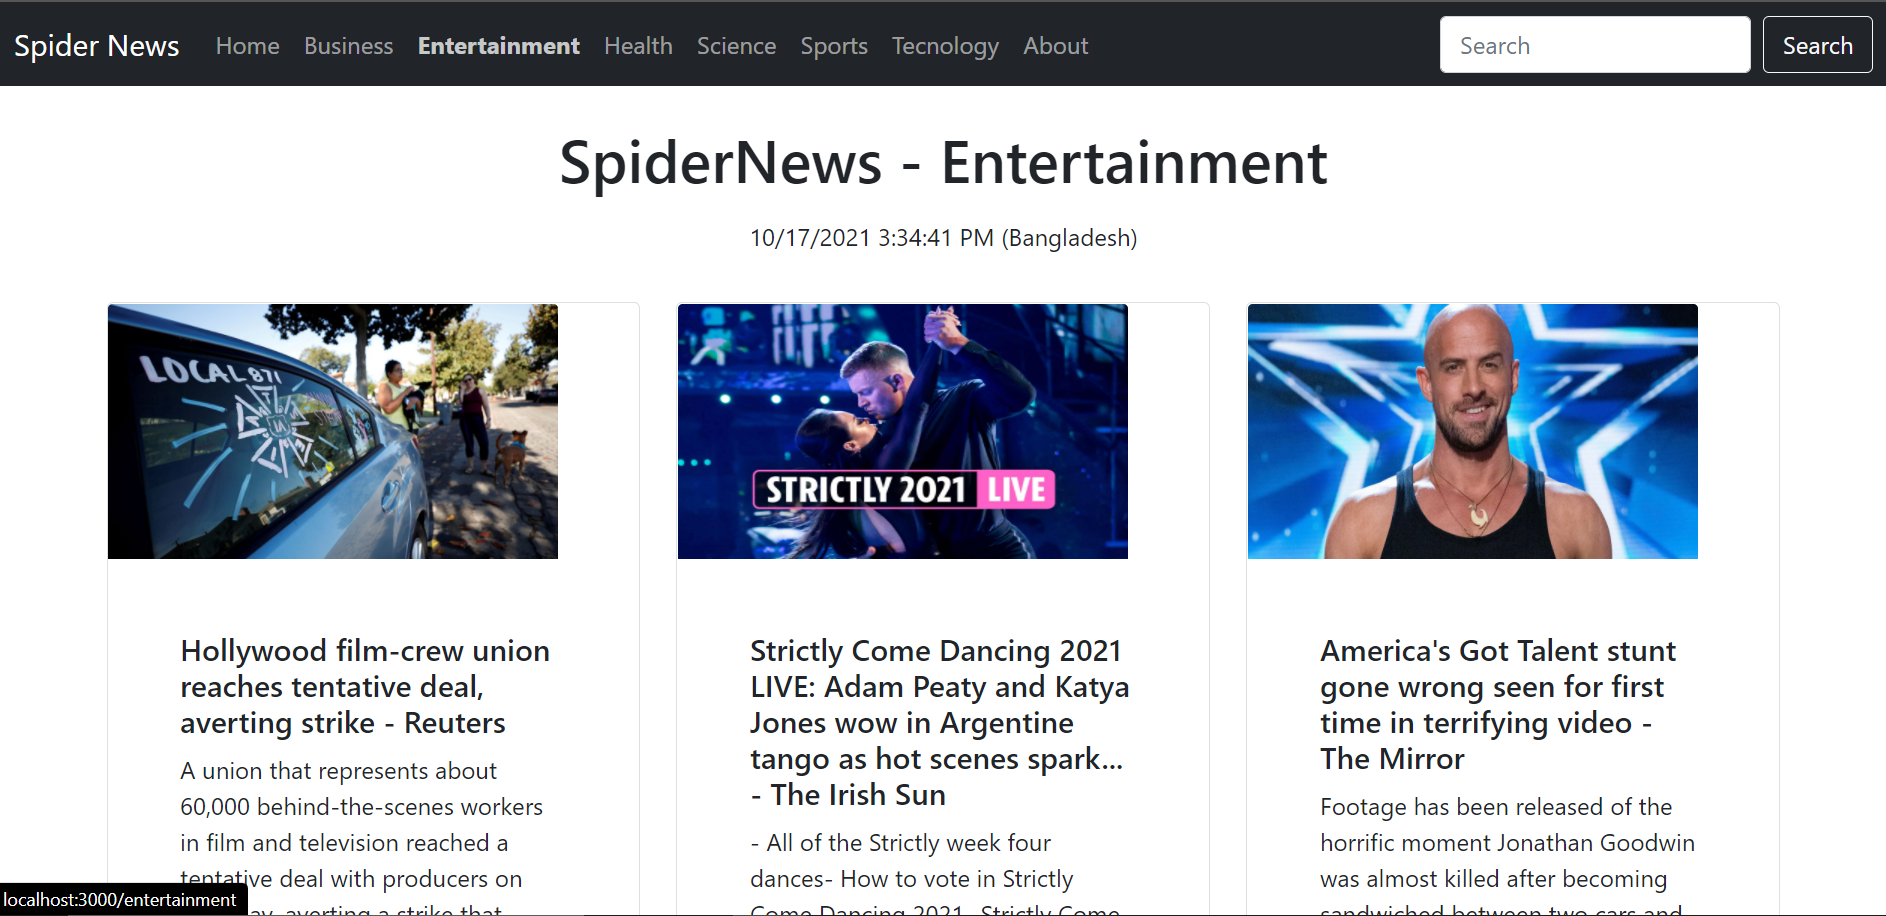 Spider News Home Business Entertainment Health Science Sports Tecnology About Search Search
SpiderNews - Entertainment
10/17/2021 3:34:41 PM (Bangladesh)
LOCAL 871
IA
Hollywood film-crew union
reaches tentative deal,
averting strike - Reuters
A union that represents about
60,000 behind-the-scenes workers
in film and television reached a
tentative deal with producers on
averting a strike that
STRICTLY 2021 LIVE
Strictly Come Dancing 2021
LIVE: Adam Peaty and Katya
Jones wow in Argentine
tango as hot scenes spark...
- The Irish Sun
- All of the Strictly week four
dances- How to vote in Strictly
Come Dancing 2021- Strictly Come
America's Got Talent stunt
gone wrong seen for first
time in terrifying video -
The Mirror
Footage has been released of the
horrific moment Jonathan Goodwin
was almost killed after becoming
sandwiched between two cars and
localhost:3000/entertainment